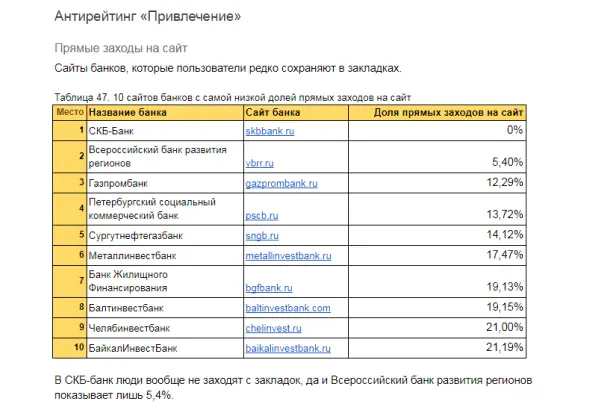 Антирейтинг «Привлечение»
Прямые заходы на сайт
Сайты банков, которые пользователи редко сохраняют в закладках.
Таблица 47. 10 сайтов банков с самой низкой долей прямых заходов на сайт
Место Название банка Сайт банка Доля прямых заходов на сайт
1 СКБ-Банк skbbank.ru 0%
2 Всероссийский банк развития
регионов vbrr.ru 5,40%
3 Газпромбанк gazprombank.ru 12,29%
4 Петербургский социальный
коммерческий банк pscb.ru 13,72%
5 Сургутнефтегазбанк sngb.ru 14,12%
6 Металлинвестбанк metallinvestbank.ru 17,47%
7 Банк Жилищного
Финансирования bgfbank.ru 19,13%
8 Балтинвестбанк baltinvestbank.com 19,15%
9 Челябинвестбанк chelinvest.ru 21,00%
10 БайкалИнвестБанк baikalinvestbank.ru 21,19%
В СКБ-банк люди вообще не заходят с закладок, да и Всероссийский банк развития регионов
показывает лишь 5,4%.